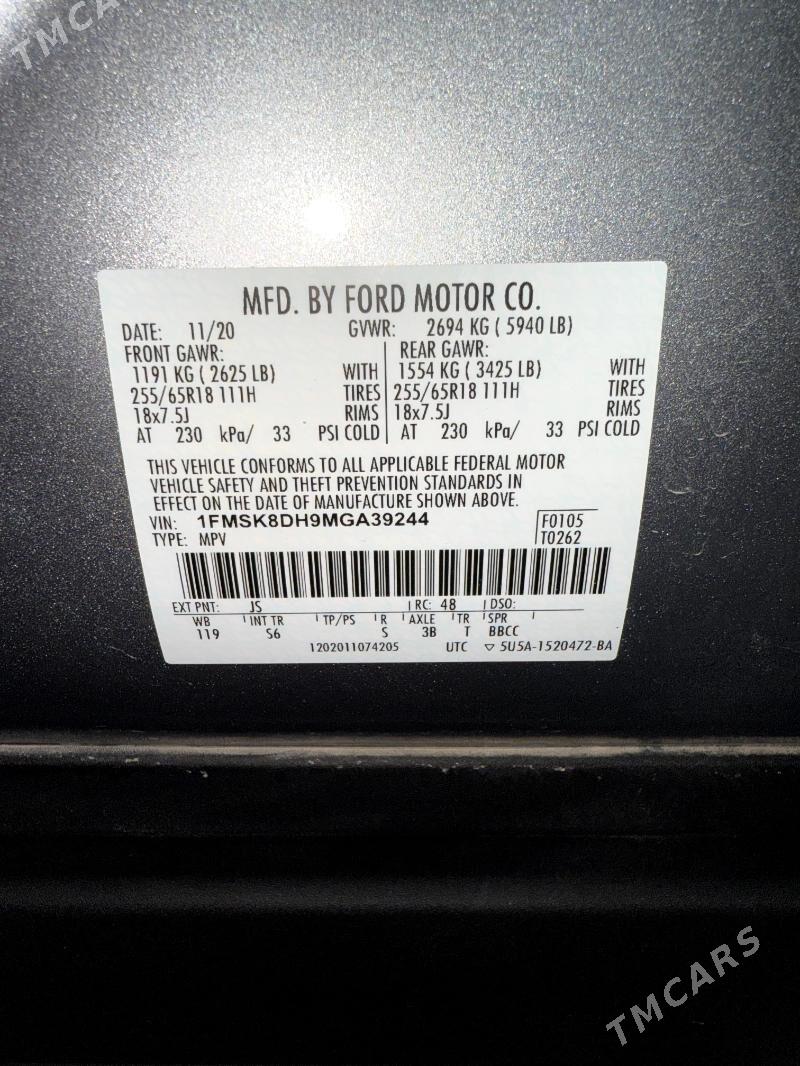 TMCARS
MFD. BY FORD MOTOR CO.
DATE: 11/20 GVWR: 2694 KG ( 5940 LB)
FRONT GAWR: REAR GAWR:
1191 KG ( 2625 LB) WITH 1554 KG ( 3425 LB) WITH
255/65R18 111H TIRES 255/65R18 111H TIRES
18x7.5J RIMS 18x7.5J RIMS
AT 230 kPa/ 33 PSI COLD AT 230 kPa/ 33 PSI COLD
THIS VEHICLE CONFORMS TO ALL APPLICABLE FEDERAL MOTOR
VEHICLE SAFETY AND THEFT PREVENTION STANDARDS IN
EFFECT ON THE DATE OF MANUFACTURE SHOWN ABOVE.
VIN: 1FMSK8DH9MGA39244 F0105
TYPE: MPV T0262
EXT PNT: JS RC: 48 DSO:
WB INT TR TP/PS R AXLE TR SPR
119 S6 S 3B T BBCC
1202011074205 UTC ▽ 5U5A-1520472-BA
TMCARS